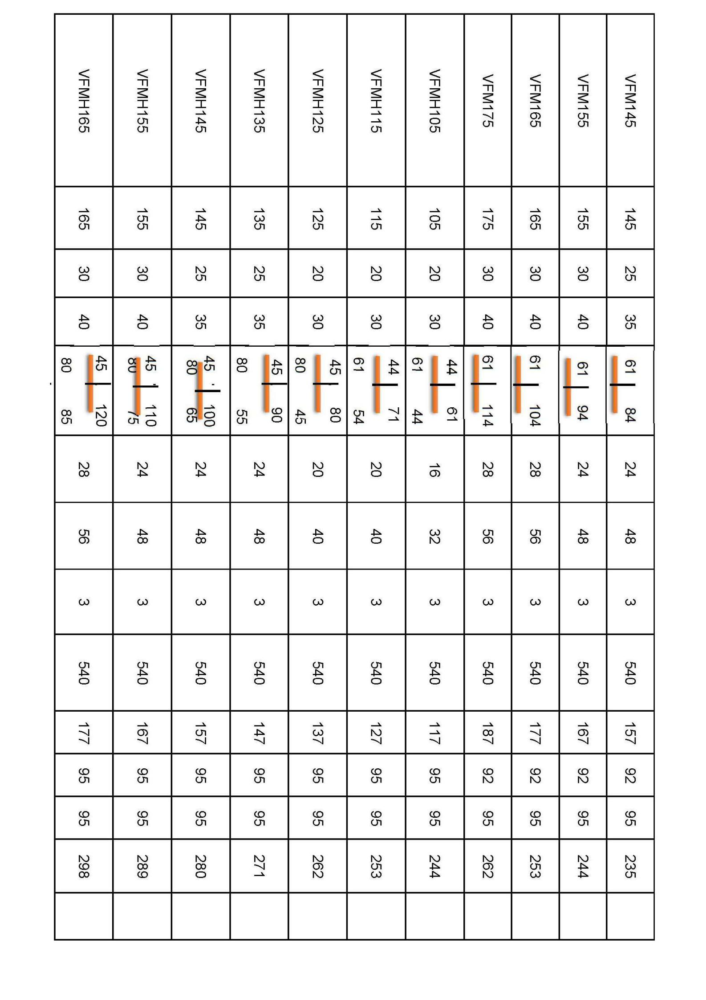 VFM145 145 25 35 61 84 24 48 3 540 157 92 95 235
VFM155 155 30 40 61 94 24 48 3 540 167 92 95 244
VFM165 165 30 40 61 104 28 56 3 540 177 92 95 253
VFM175 175 30 40 61 114 28 56 3 540 187 92 95 262
VFMH105 105 20 30 44 61 61 44 16 32 3 540 117 95 95 244
VFMH115 115 20 30 44 71 61 54 20 40 3 540 127 95 95 253
VFMH125 125 20 30 45 80 80 45 20 40 3 540 137 95 95 262
VFMH135 135 25 35 45 90 80 55 24 48 3 540 147 95 95 271
VFMH145 145 25 35 45 100 80 65 24 48 3 540 157 95 95 280
VFMH155 155 30 40 45 110 80 75 24 48 3 540 167 95 95 289
VFMH165 165 30 40 45 120 80 85 28 56 3 540 177 95 95 298